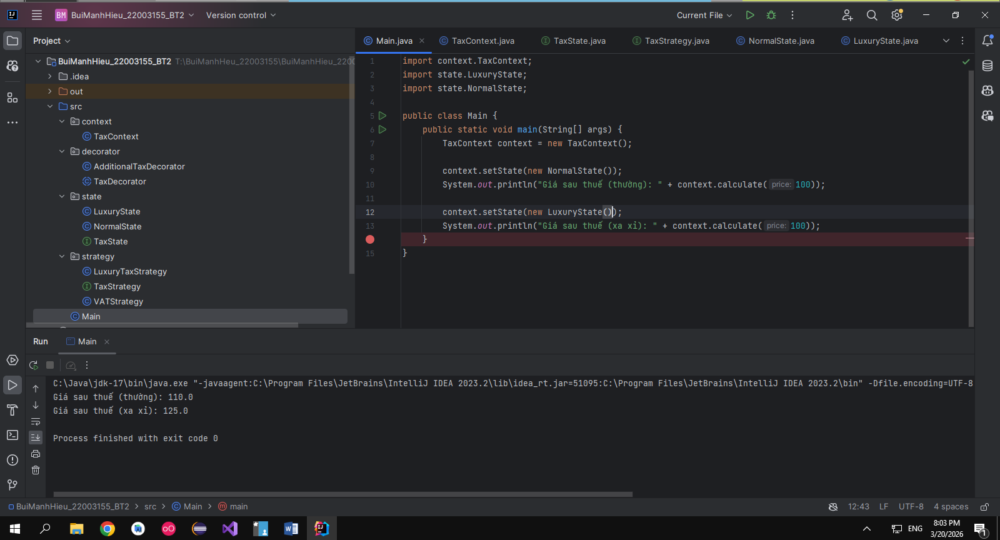 BM BuiManhHieu_22003155_BT2 Version control Current File
Project
BuiManhHieu_22003155_BT2 T:\BuiManhHeu_22003155\BuiManhHieu_220
.idea
out
src
context
TaxContext
decorator
AdditionalTaxDecorator
TaxDecorator
state
LuxuryState
NormalState
TaxState
strategy
LuxuryTaxStrategy
TaxStrategy
VATStrategy
Main
Main.java TaxContext.java TaxState.java TaxStrategy.java NormalState.java LuxuryState.java
1 import context.TaxContext;
2 import state.LuxuryState;
3 import state.NormalState;
4
5 public class Main {
6 public static void main(String[] args) {
7 TaxContext context = new TaxContext();
8
9 context.setState(new NormalState());
10 System.out.println("Giá sau thuế (thường): " + context.calculate( price: 100));
11
12 context.setState(new LuxuryState());
13 System.out.println("Giá sau thuế (xa xỉ): " + context.calculate( price: 100));
}
15 }
Run Main
C:\Java\jdk-17\bin\java.exe "-javaagent:C:\Program Files\JetBrains\IntelliJ IDEA 2023.2\lib\idea_rt.jar=51095:C:\Program Files\JetBrains\IntelliJ IDEA 2023.2\bin" -Dfile.encoding=UTF-8
Giá sau thuế (thường): 110.0
Giá sau thuế (xa xỉ): 125.0
Process finished with exit code 0
BuiManhHieu_22003155_BT2 > src > Main > main 12:43 LF UTF-8 4 spaces
ENG
8:03 PM
3/20/2026
1